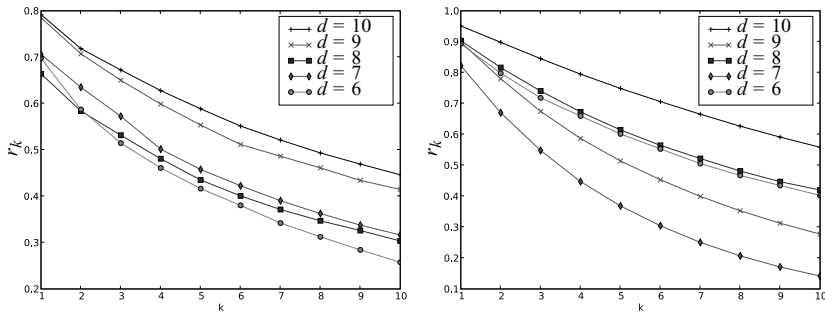 0.8
0.7
0.6
0.5
0.4
0.3
0.2
r_k
1 2 3 4 5 6 7 8 9 10
k
d = 10
d = 9
d = 8
d = 7
d = 6
1.0
0.9
0.8
0.7
0.6
0.5
0.4
0.3
0.2
0.1
r_k
1 2 3 4 5 6 7 8 9 10
k
d = 10
d = 9
d = 8
d = 7
d = 6